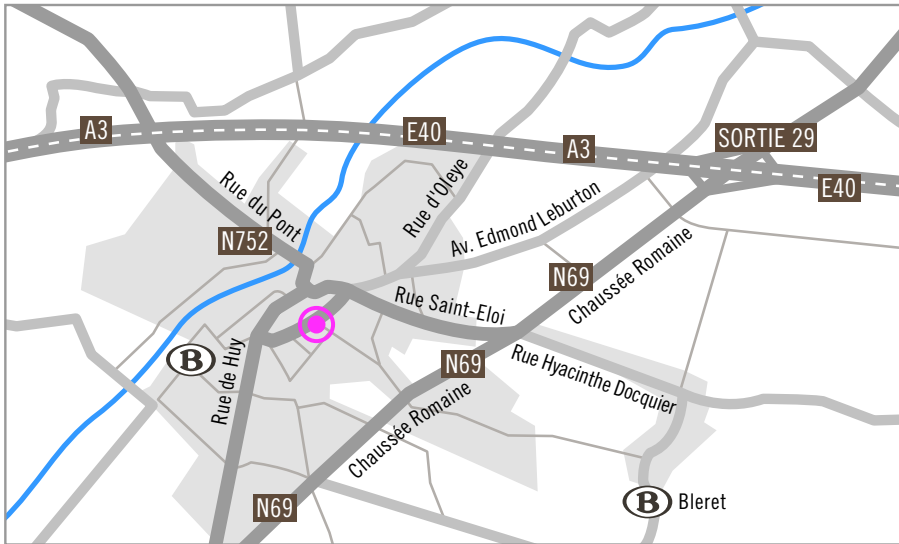 A3
E40
A3
SORTIE 29
E40
Rue du Pont
Rue d'Oleye
Av. Edmond Leburton
N752
N69
Chaussée Romaine
Rue Saint-Eloi
B
Rue de Huy
N69
Rue Hyacinthe Docquier
Chaussée Romaine
N69
B Bleret